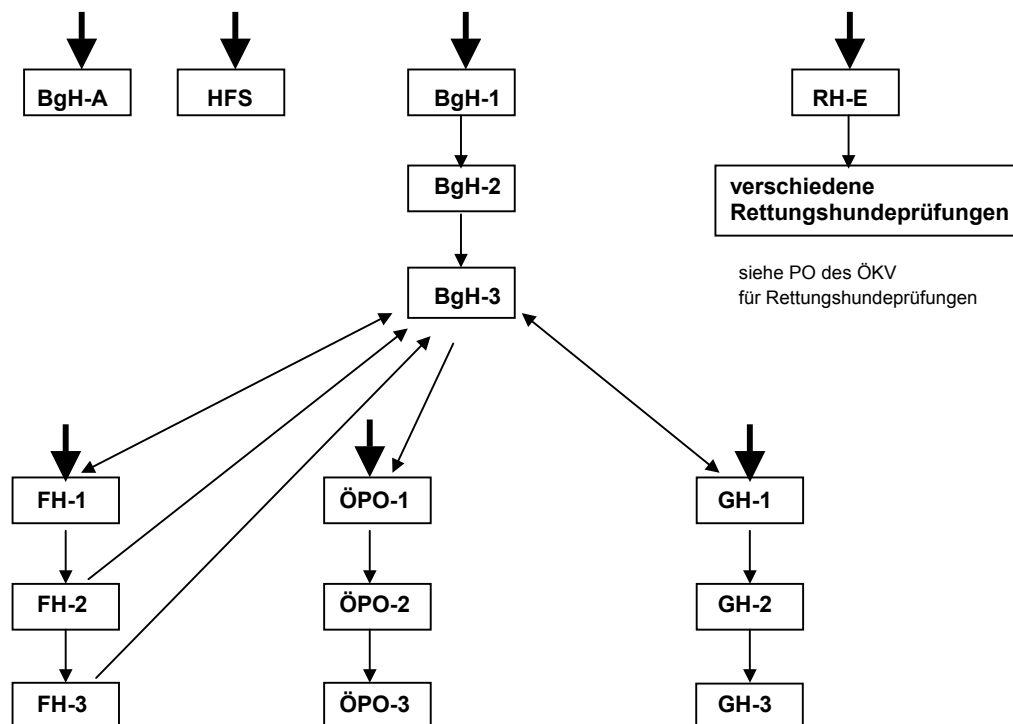 BgH-A
HFS
BgH-1
RH-E
BgH-2
verschiedene
Rettungshundeprüfungen
BgH-3
siehe PO des ÖKV
für Rettungshundeprüfungen
FH-1
ÖPO-1
GH-1
FH-2
ÖPO-2
GH-2
FH-3
ÖPO-3
GH-3